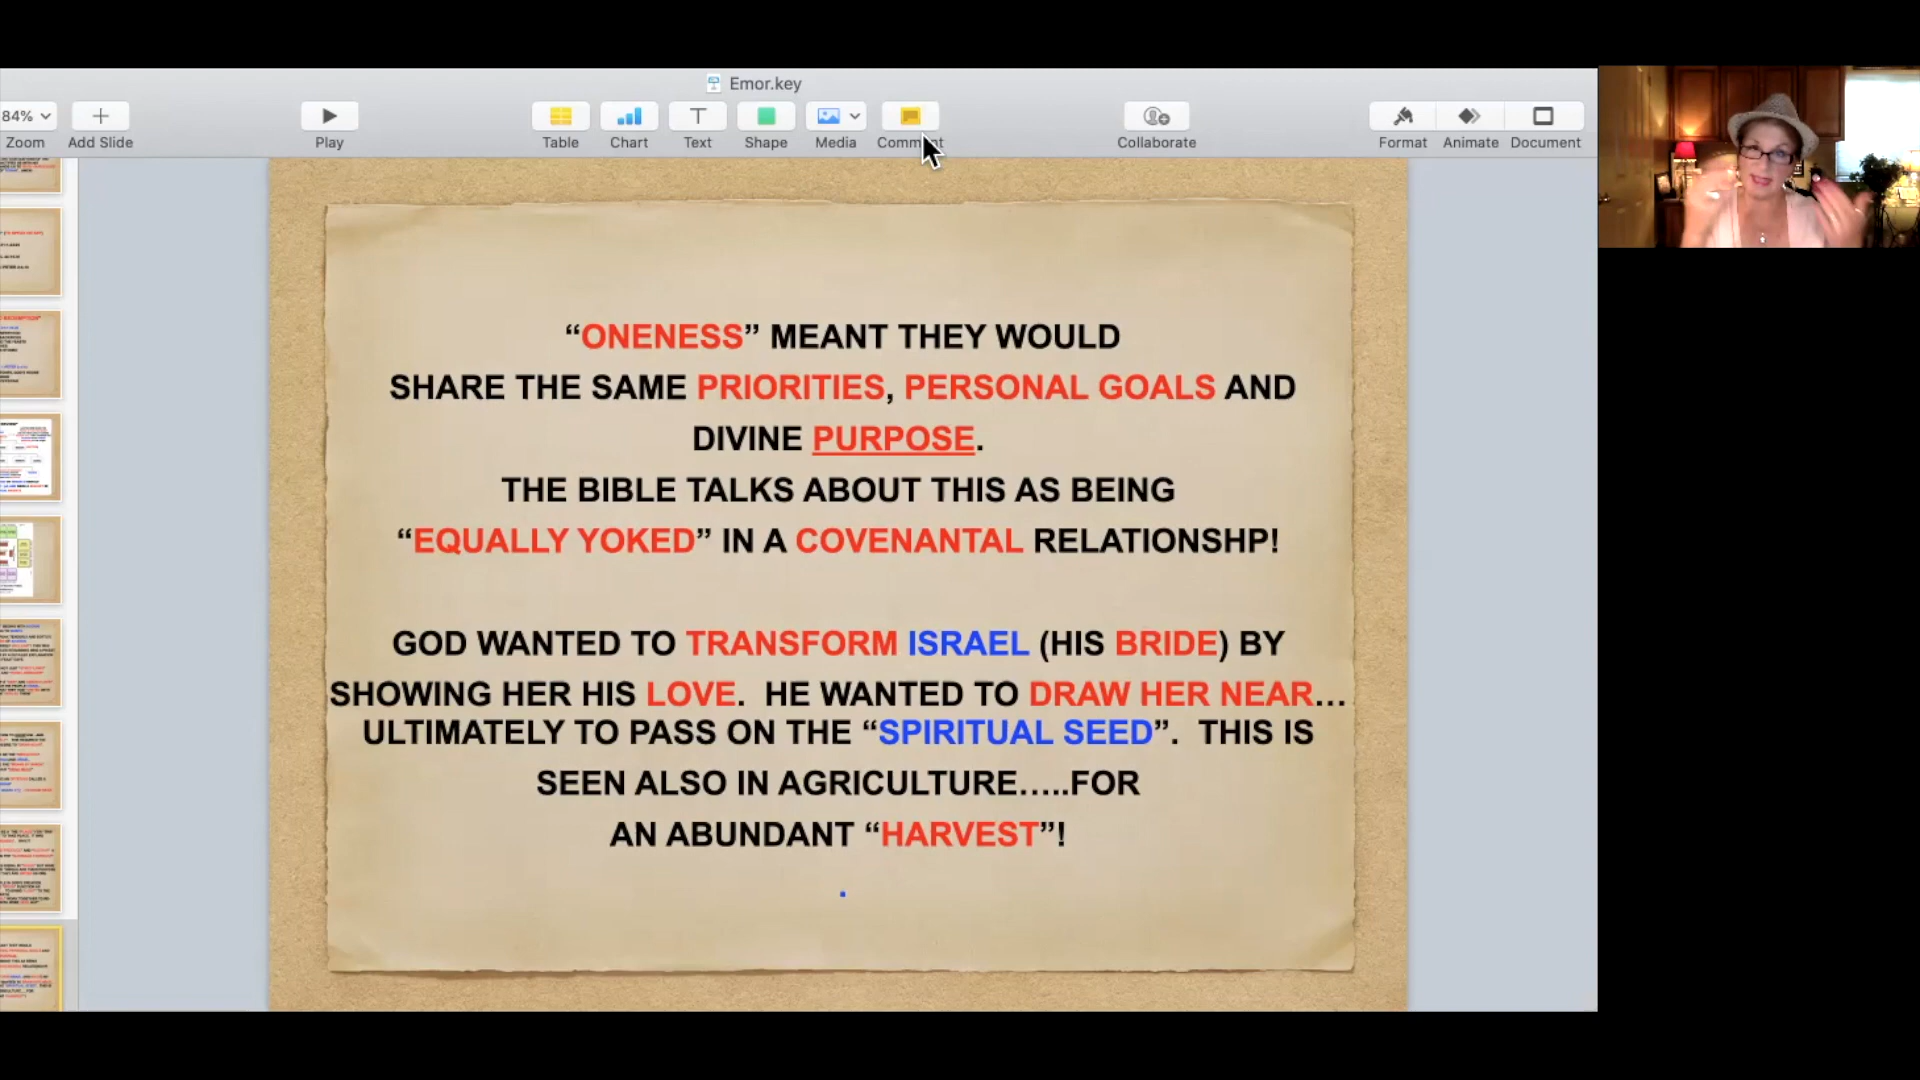 Emor.key
84%
Zoom
Add Slide
Play
Table
Chart
Text
Shape
Media
Comment
Collaborate
Format
Animate
Document
“ONENESS” MEANT THEY WOULD
SHARE THE SAME PRIORITIES, PERSONAL GOALS AND
DIVINE PURPOSE.
THE BIBLE TALKS ABOUT THIS AS BEING
“EQUALLY YOKED” IN A COVENANTAL RELATIONSHP!
GOD WANTED TO TRANSFORM ISRAEL (HIS BRIDE) BY
SHOWING HER HIS LOVE.  HE WANTED TO DRAW HER NEAR…
ULTIMATELY TO PASS ON THE “SPIRITUAL SEED”.  THIS IS
SEEN ALSO IN AGRICULTURE…..FOR
AN ABUNDANT “HARVEST”!
.